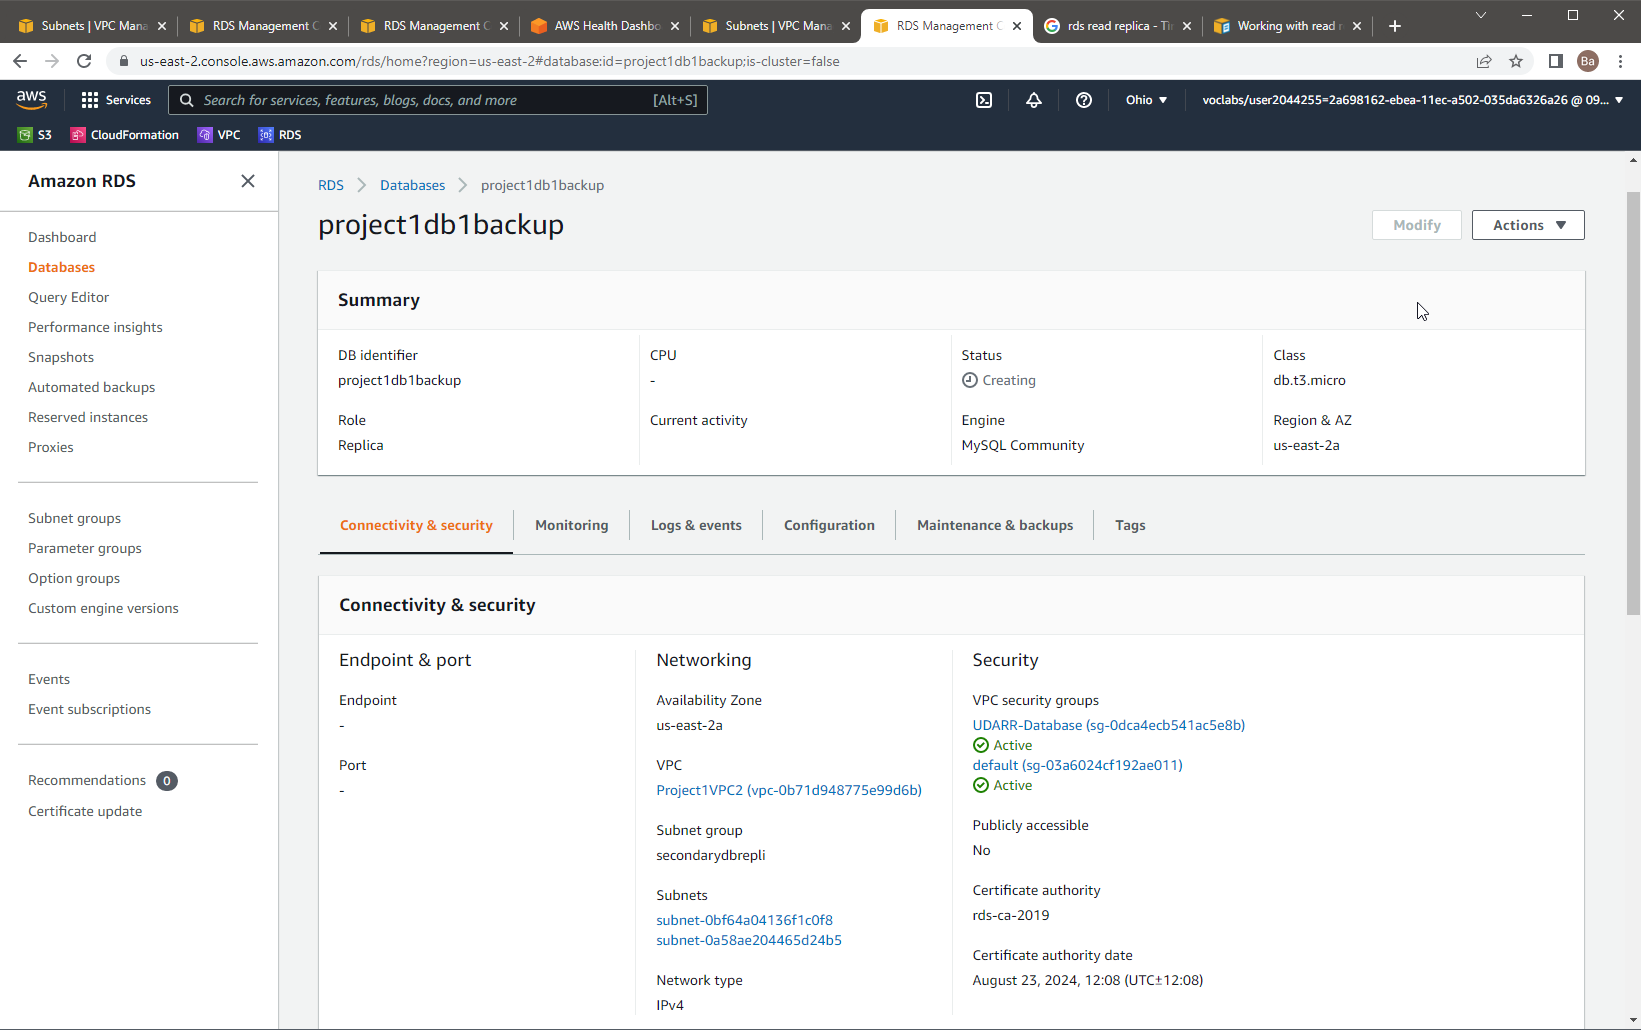 Subnets | VPC Mana
RDS Management C
RDS Management C
AWS Health Dashbo
Subnets | VPC Mana
RDS Management C
rds read replica - Tì
Working with read r
us-east-2.console.aws.amazon.com/rds/home?region=us-east-2#database:id=project1db1backup;is-cluster=false
Ba
aws
Services
Search for services, features, blogs, docs, and more
[Alt+S]
Ohio
voclabs/user2044255=2a698162-ebea-11ec-a502-035da6326a26 @ 09...
S3
CloudFormation
VPC
RDS
Amazon RDS
Dashboard
Databases
Query Editor
Performance insights
Snapshots
Automated backups
Reserved instances
Proxies
Subnet groups
Parameter groups
Option groups
Custom engine versions
Events
Event subscriptions
Recommendations 0
Certificate update
RDS > Databases > project1db1backup
project1db1backup
Modify
Actions
Summary
DB identifier
project1db1backup
Role
Replica
CPU
-
Current activity
Status
Creating
Engine
MySQL Community
Class
db.t3.micro
Region & AZ
us-east-2a
Connectivity & security
Monitoring
Logs & events
Configuration
Maintenance & backups
Tags
Connectivity & security
Endpoint & port
Endpoint
-
Port
-
Networking
Availability Zone
us-east-2a
VPC
Project1VPC2 (vpc-0b71d948775e99d6b)
Subnet group
secondarydbrepli
Subnets
subnet-0bf64a04136f1c0f8
subnet-0a58ae204465d24b5
Network type
IPv4
Security
VPC security groups
UDARR-Database (sg-0dca4ecb541ac5e8b)
Active
default (sg-03a6024cf192ae011)
Active
Publicly accessible
No
Certificate authority
rds-ca-2019
Certificate authority date
August 23, 2024, 12:08 (UTC±12:08)